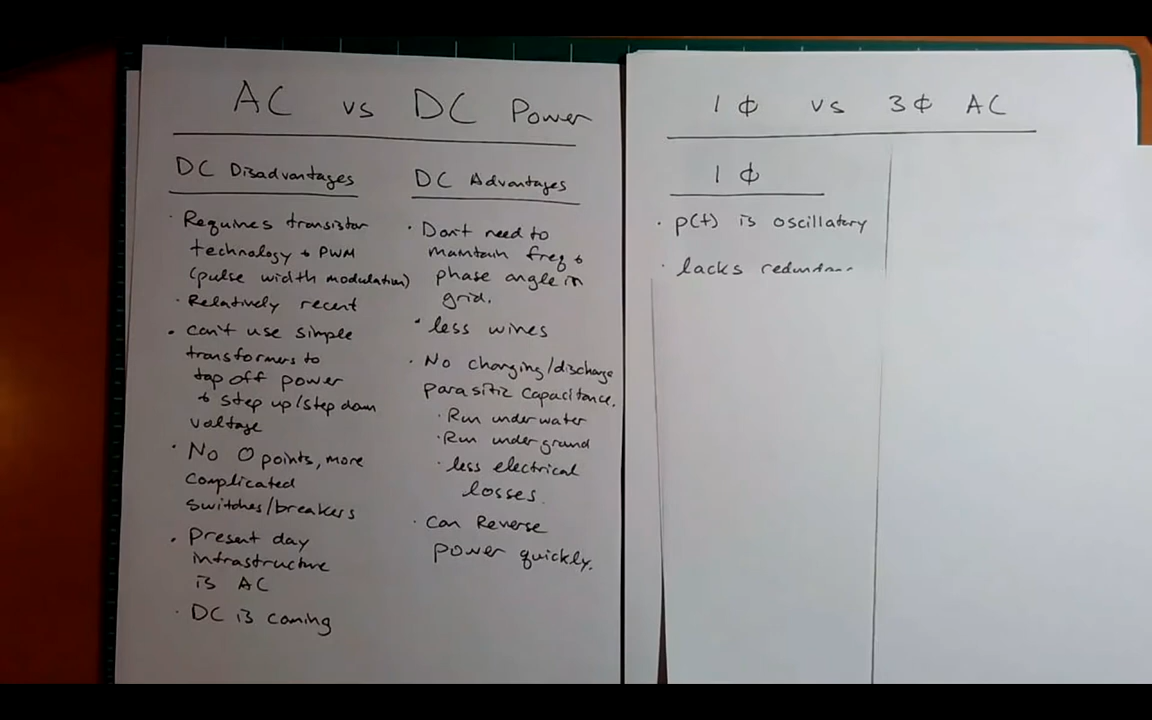 AC vs DC Power
DC Disadvantages
· Requires transistor
technology + PWM
(pulse width modulation)
· Relatively recent
· Can't use simple
transformers to
tap off power
+ step up/step down
voltage
· No 0 points, more
complicated
switches/breakers
· Present day
infrastructure
is AC
· DC is coming
DC Advantages
· Don't need to
maintain freq +
phase angle in
grid.
· less wires
· No charging/discharge
parasitic capacitance.
· Run underwater
· Run underground
· less electrical
losses.
· Can Reverse
power quickly.
1 ϕ vs 3 ϕ AC
1 ϕ
· p(t) is oscillatory
· lacks